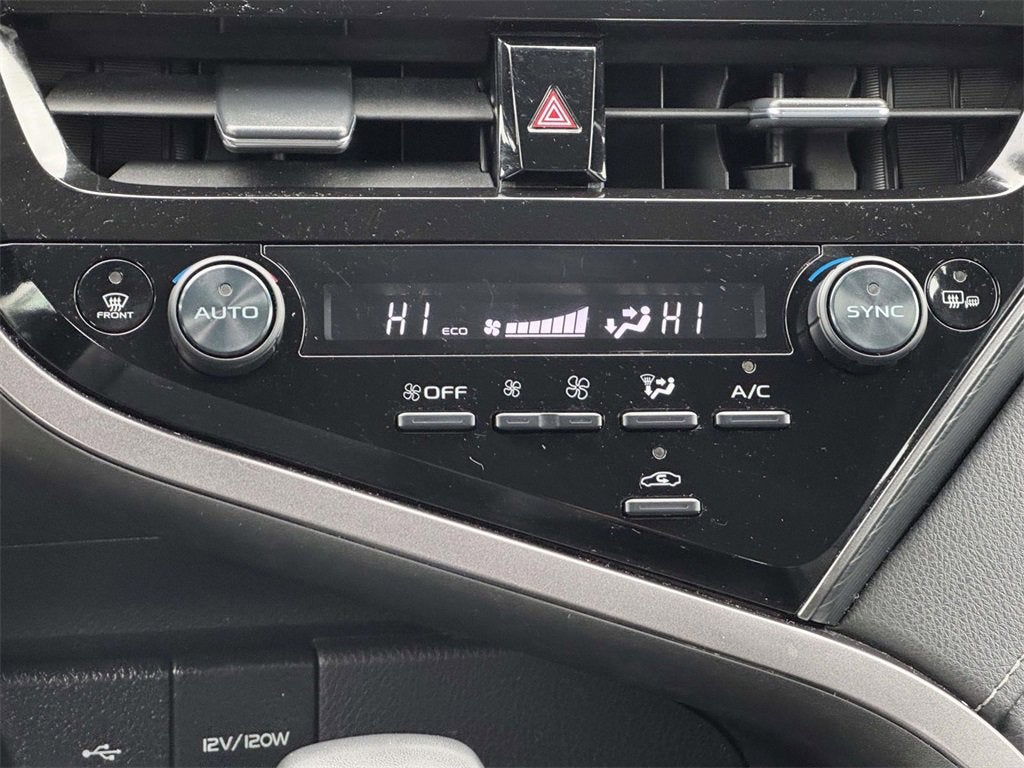 FRONT
AUTO
HI ECO HI
SYNC
OFF
A/C
12V/120W